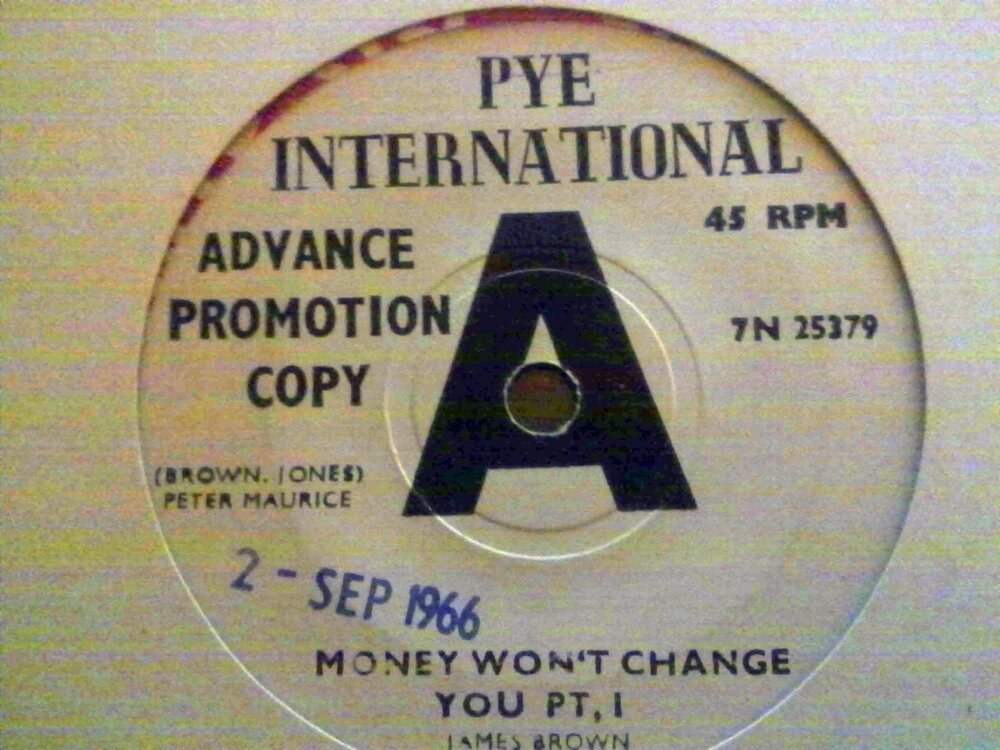 PYE
INTERNATIONAL
ADVANCE
PROMOTION
COPY
A
45 RPM
7N 25379
(BROWN. JONES)
PETER MAURICE
2 - SEP 1966
MONEY WON'T CHANGE
YOU PT, 1
JAMES BROWN